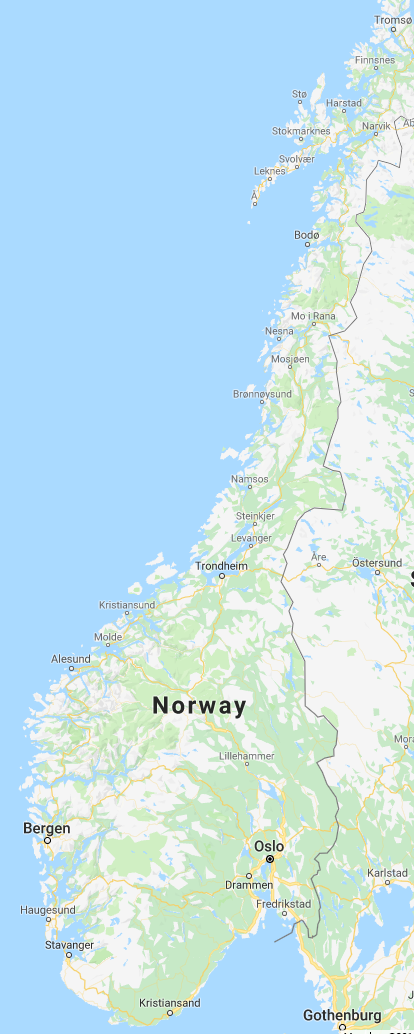 Tromsø
Finnsnes
Stø
Harstad
Stokmarknes
Narvik
Svolvær
Leknes
Å
Bodø
Mo i Rana
Nesna
Mosjøen
Brønnøysund
Namsos
Steinkjer
Levanger
Åre
Östersund
Trondheim
Kristiansund
Molde
Alesund
Norway
Lillehammer
Bergen
Oslo
Drammen
Karlstad
Fredrikstad
Haugesund
Stavanger
Kristiansand
Gothenburg